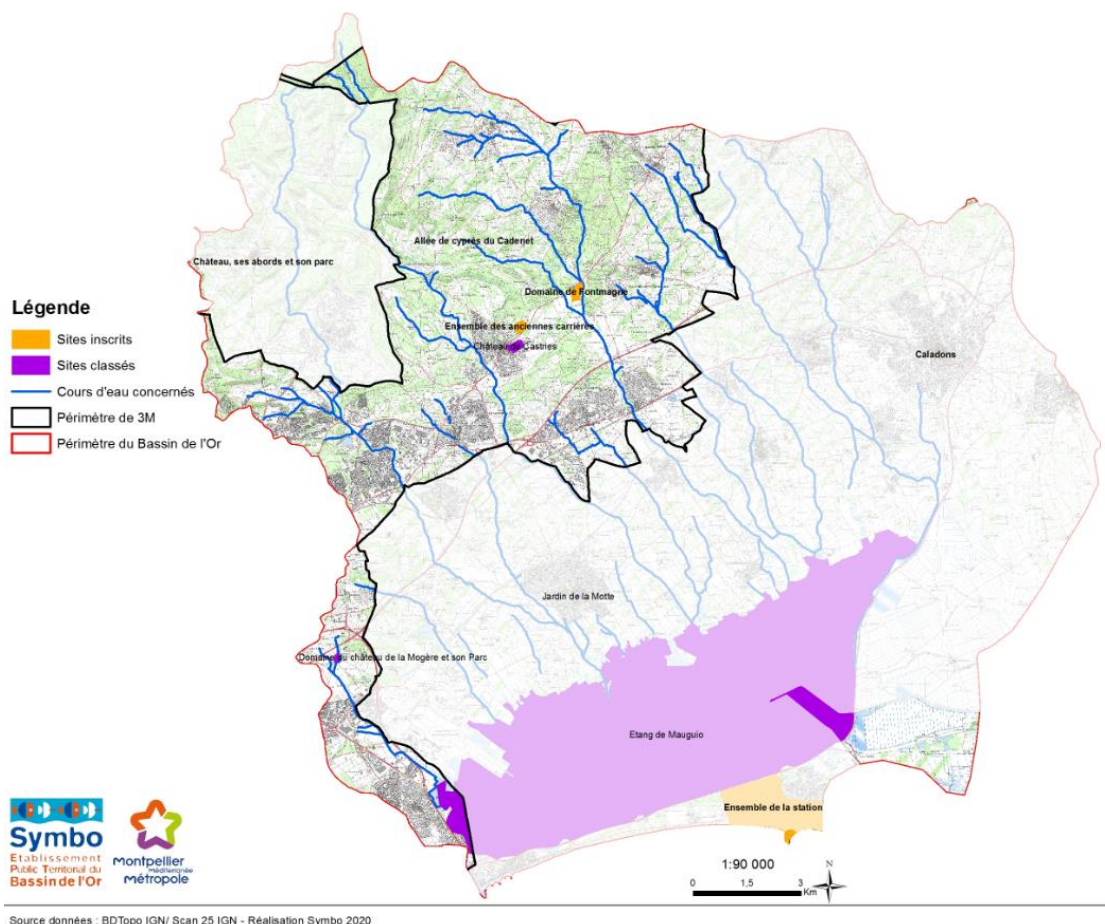 Allée de cyprès du Cadenet
Château, ses abords et son parc
Domaine de Fontmagne
Ensemble des anciennes carrières
Château de Castries
Caladons
Légende
Sites inscrits
Sites classés
Cours d'eau concernés
Périmètre de 3M
Périmètre du Bassin de l'Or
Jardin de la Motte
Domaine du château de la Mogère et son Parc
Etang de Mauguio
Ensemble de la station
Symbo
Etablissement
Public Territorial du
Bassin de l'Or
montpellier
méditerranée
métropole
1:90 000
N
0 1,5 3
Km
Source données : BDTopo IGN/ Scan 25 IGN - Réalisation Symbo 2020